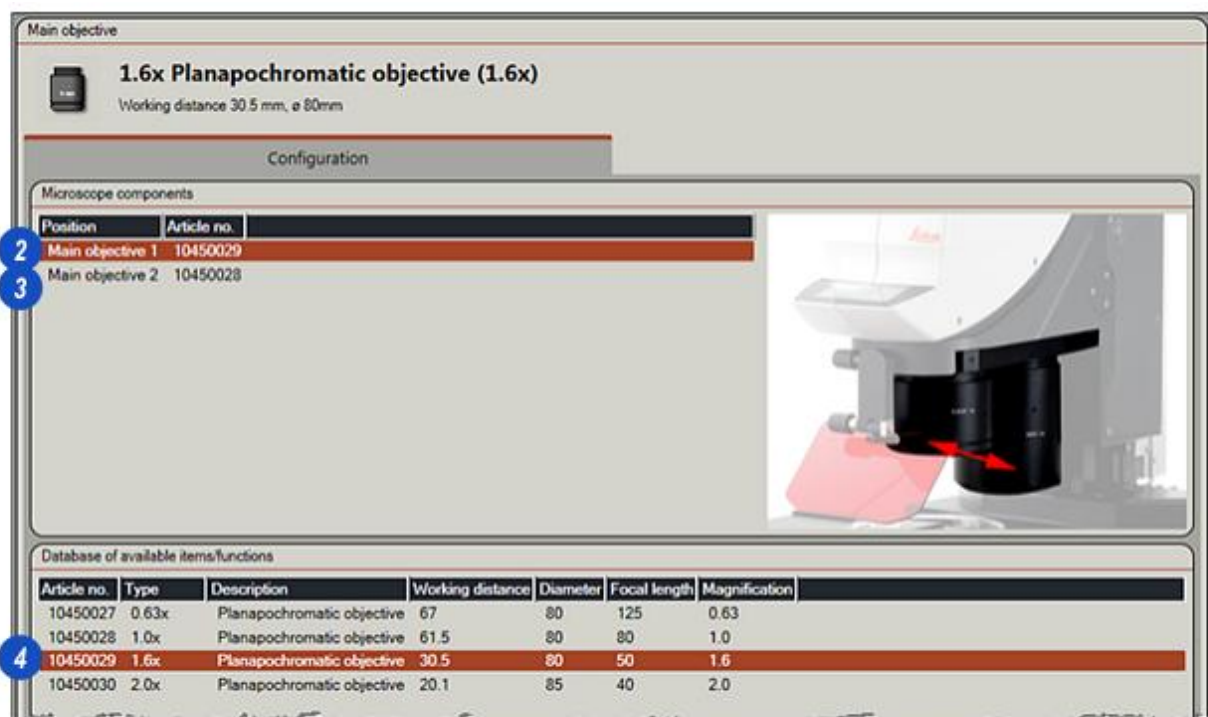 Main objective
1.6x Planapochromatic objective (1.6x)
Working distance 30.5 mm, ø 80mm
Configuration
Microscope components
Position Article no.
2 Main objective 1 10450029
3 Main objective 2 10450028
Leica
Database of available items/functions
Article no. Type Description Working distance Diameter Focal length Magnification
10450027 0.63x Planapochromatic objective 67 80 125 0.63
10450028 1.0x Planapochromatic objective 61.5 80 80 1.0
4 10450029 1.6x Planapochromatic objective 30.5 80 50 1.6
10450030 2.0x Planapochromatic objective 20.1 85 40 2.0